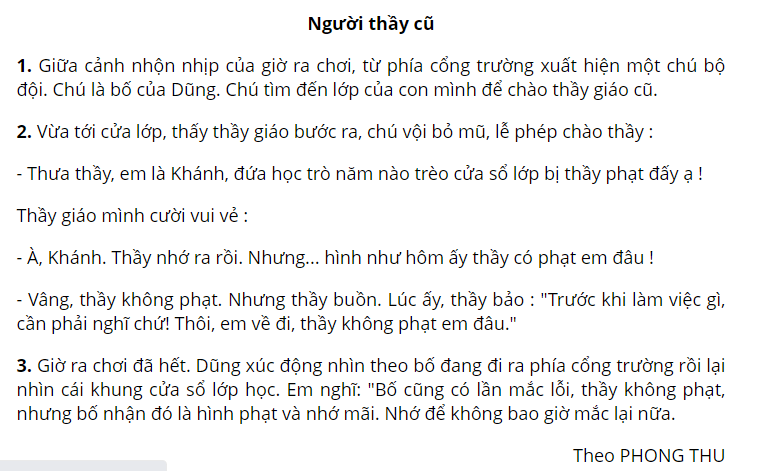 Người thầy cũ
1. Giữa cảnh nhộn nhịp của giờ ra chơi, từ phía cổng trường xuất hiện một chú bộ
đội. Chú là bố của Dũng. Chú tìm đến lớp của con mình để chào thầy giáo cũ.
2. Vừa tới cửa lớp, thấy thầy giáo bước ra, chú vội bỏ mũ, lễ phép chào thầy :
- Thưa thầy, em là Khánh, đứa học trò năm nào trèo cửa sổ lớp bị thầy phạt đấy ạ !
Thầy giáo mình cười vui vẻ :
- À, Khánh. Thầy nhớ ra rồi. Nhưng... hình như hôm ấy thầy có phạt em đâu !
- Vâng, thầy không phạt. Nhưng thầy buồn. Lúc ấy, thầy bảo : "Trước khi làm việc gì,
cần phải nghĩ chứ! Thôi, em về đi, thầy không phạt em đâu."
3. Giờ ra chơi đã hết. Dũng xúc động nhìn theo bố đang đi ra phía cổng trường rồi lại
nhìn cái khung cửa sổ lớp học. Em nghĩ: "Bố cũng có lần mắc lỗi, thầy không phạt,
nhưng bố nhận đó là hình phạt và nhớ mãi. Nhớ để không bao giờ mắc lại nữa.
Theo PHONG THU